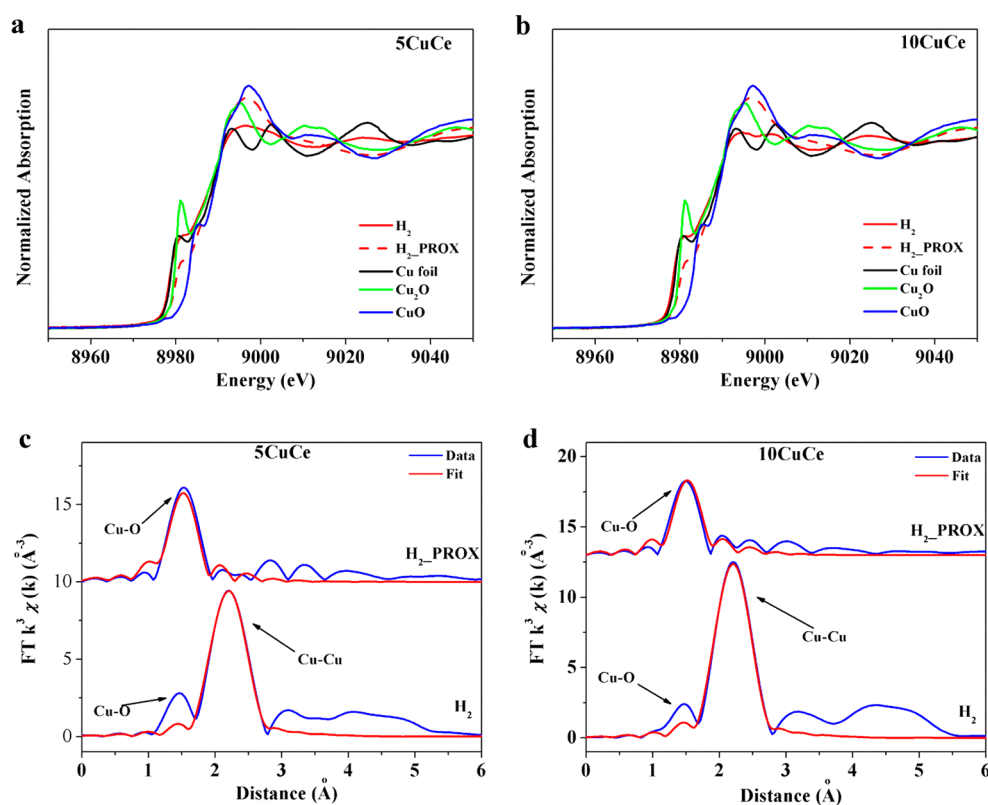 a
5CuCe
Normalized Absorption
H₂
H₂_PROX
Cu foil
Cu₂O
CuO
8960 8980 9000 9020 9040
Energy (eV)
b
10CuCe
Normalized Absorption
H₂
H₂_PROX
Cu foil
Cu₂O
CuO
8960 8980 9000 9020 9040
Energy (eV)
c
5CuCe
Data
Fit
Cu-O
H₂_PROX
Cu-Cu
Cu-O
H₂
FT k³ χ (k) (Å⁻³)
15
10
5
0
0 1 2 3 4 5 6
Distance (Å)
d
10CuCe
Data
Fit
Cu-O
H₂_PROX
Cu-Cu
Cu-O
H₂
FT k³ χ (k) (Å⁻³)
20
15
10
5
0
0 1 2 3 4 5 6
Distance (Å)